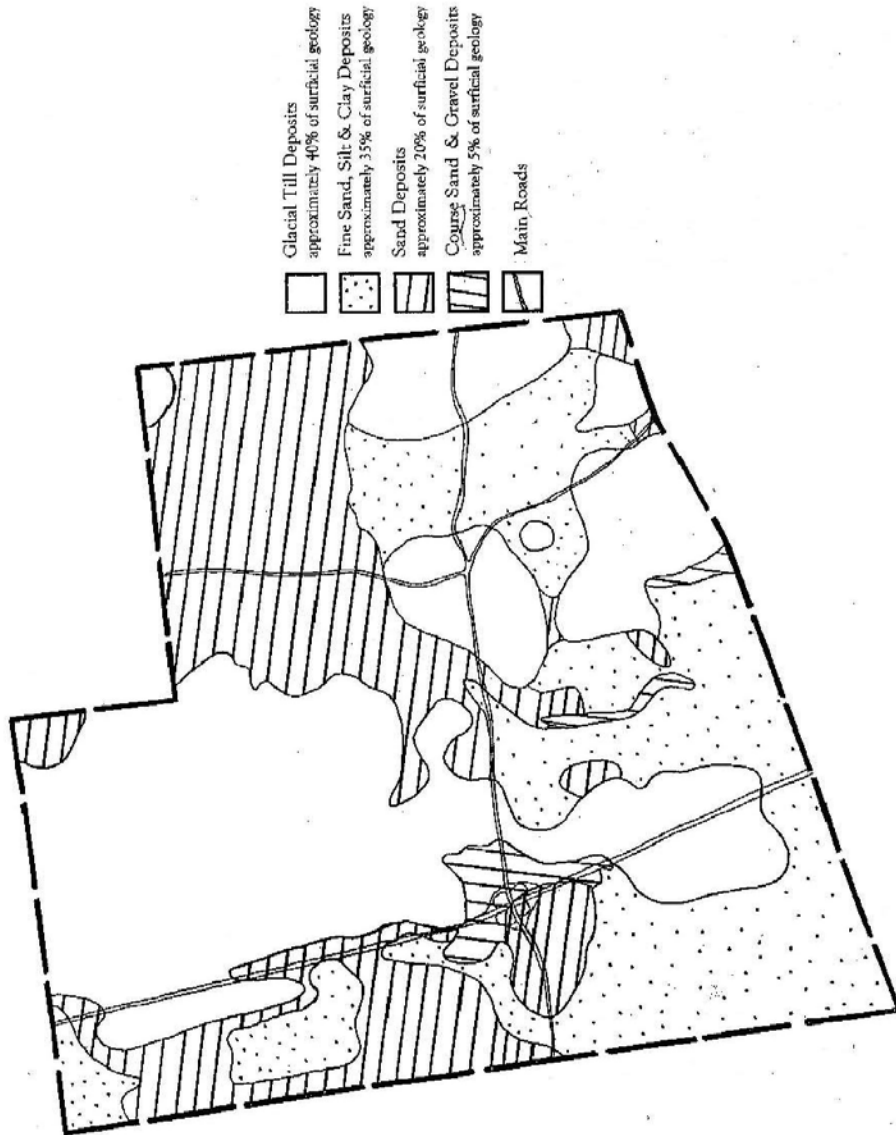 Glacial Till Deposits
approximately 40% of surficial geology
Fine Sand, Silt & Clay Deposits
approximately 35% of surficial geology
Sand Deposits
approximately 20% of surficial geology
Course Sand & Gravel Deposits
approximately 5% of surficial geology
Main Roads